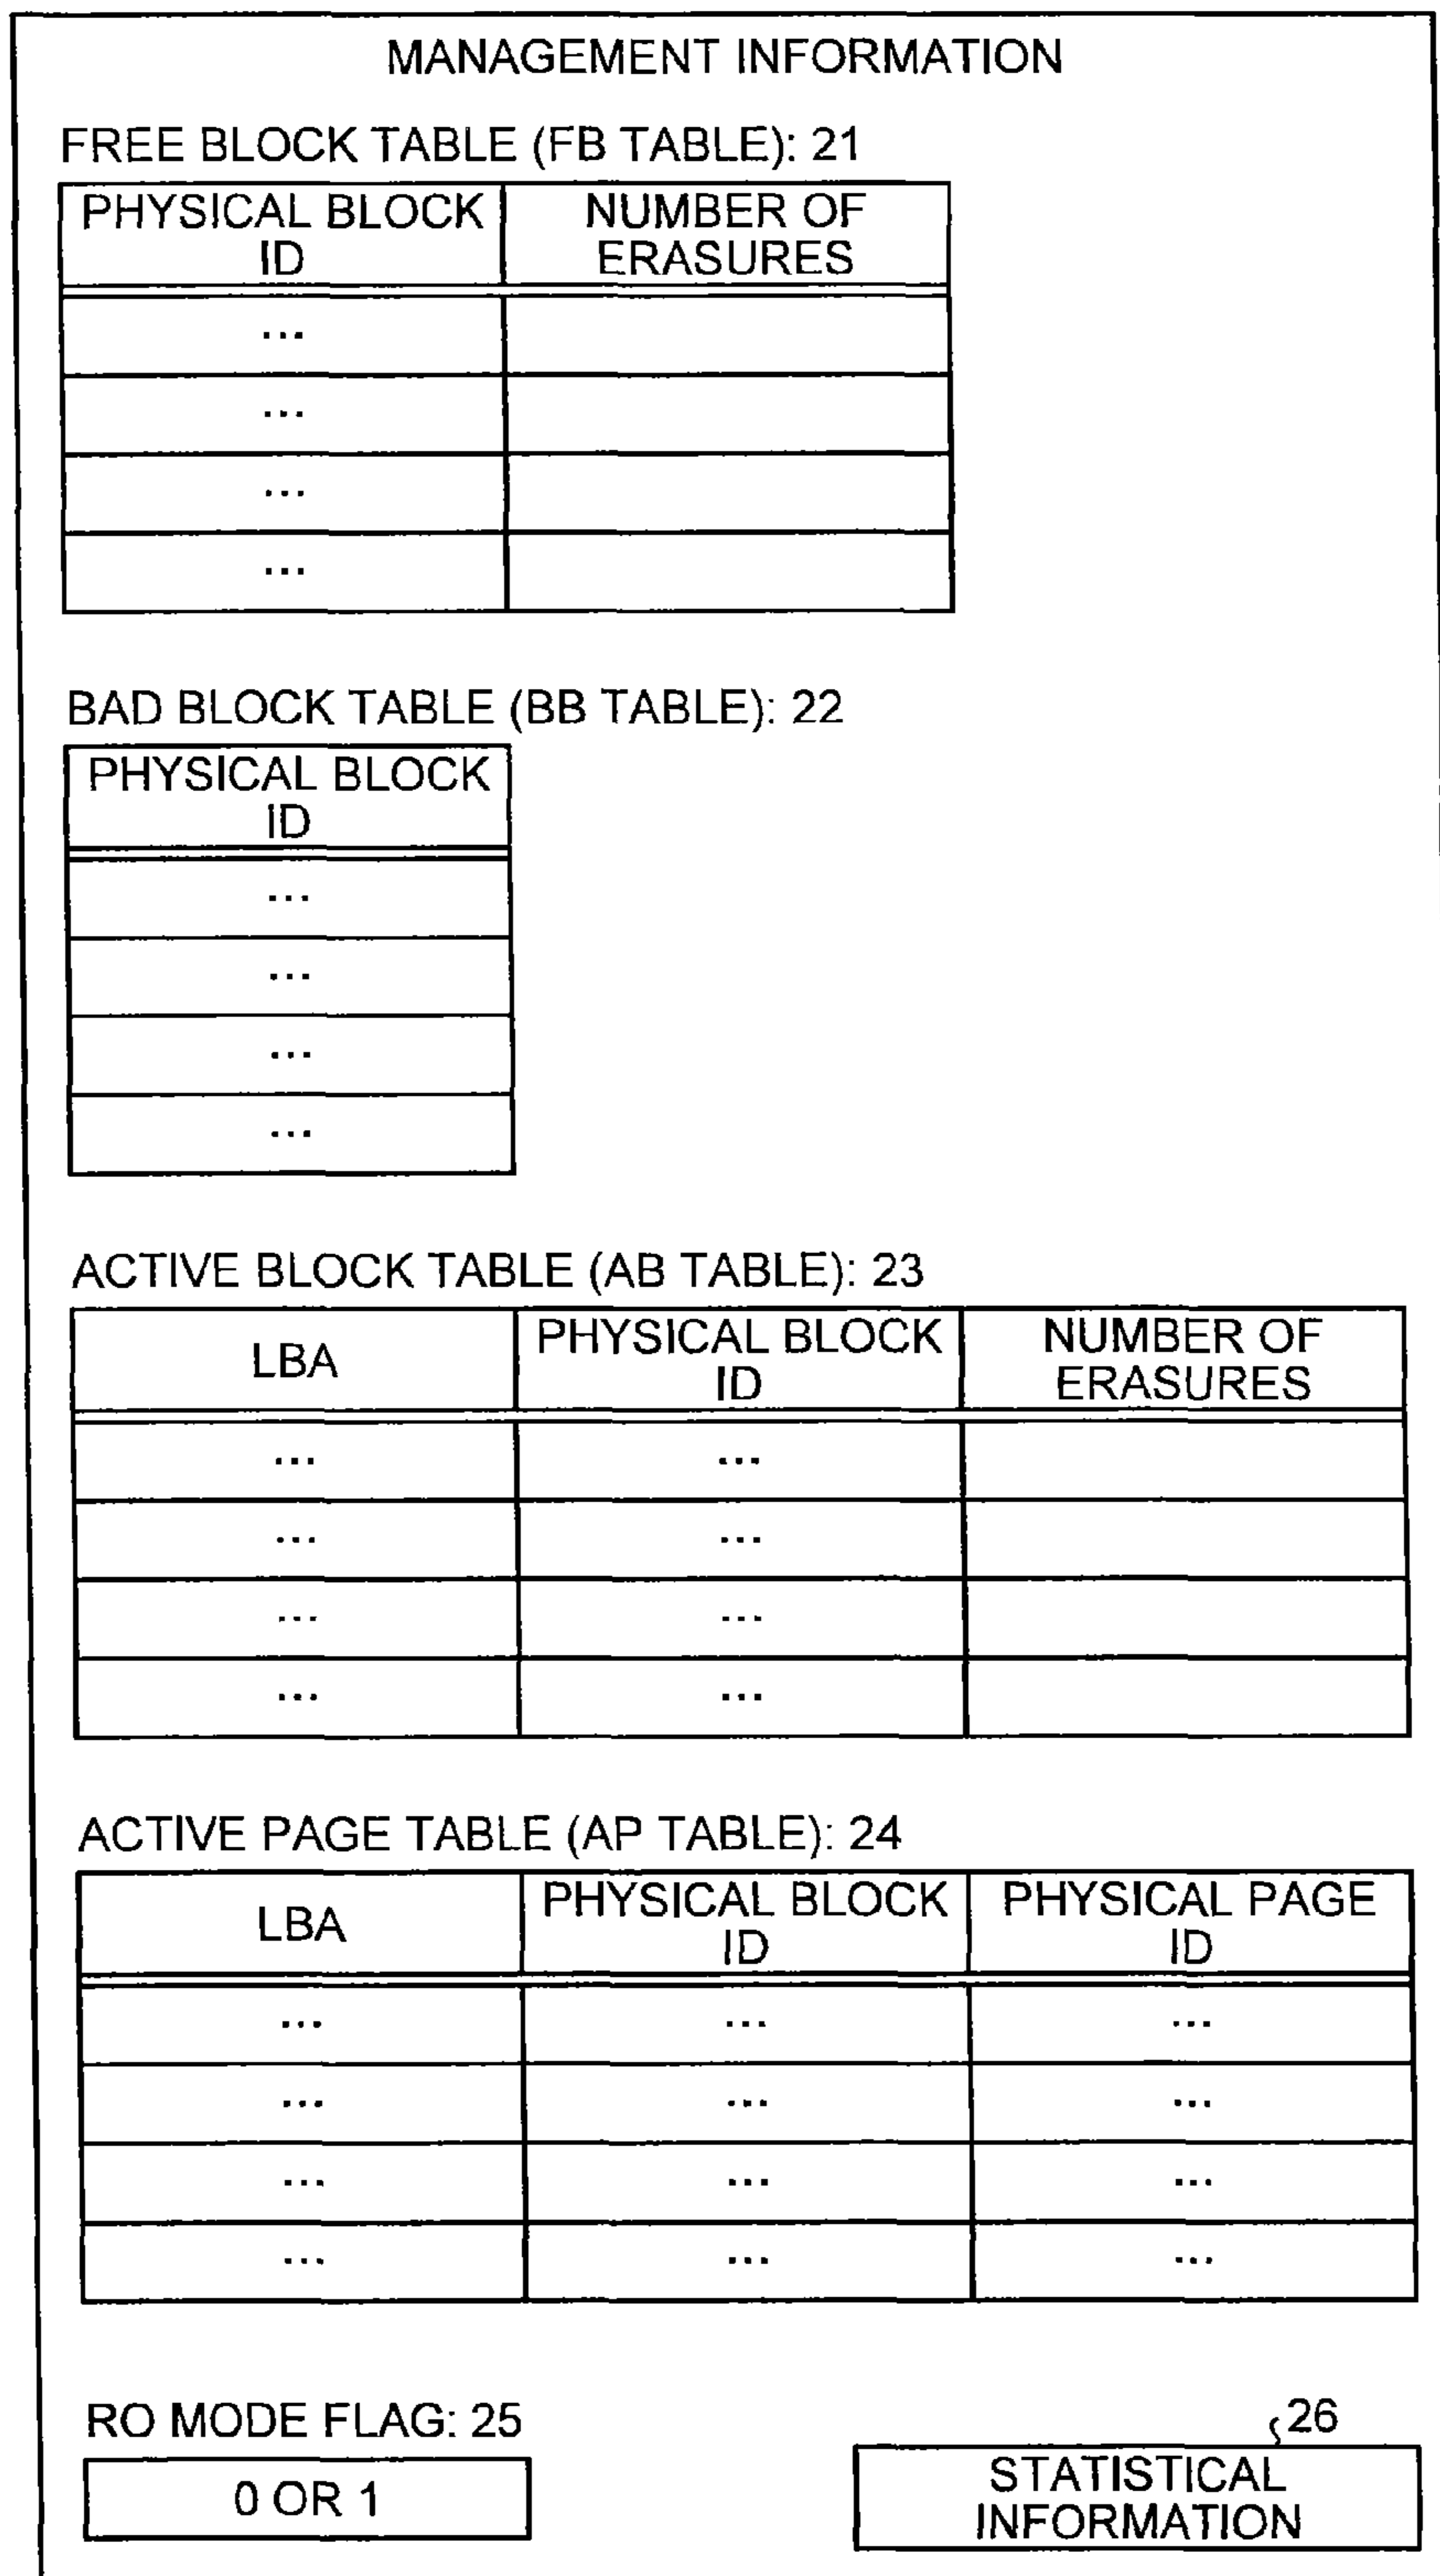 MANAGEMENT INFORMATION
FREE BLOCK TABLE (FB TABLE): 21
PHYSICAL BLOCK ID NUMBER OF ERASURES
...
...
...
...
BAD BLOCK TABLE (BB TABLE): 22
PHYSICAL BLOCK ID
...
...
...
...
ACTIVE BLOCK TABLE (AB TABLE): 23
LBA PHYSICAL BLOCK ID NUMBER OF ERASURES
... ...
... ...
... ...
... ...
ACTIVE PAGE TABLE (AP TABLE): 24
LBA PHYSICAL BLOCK ID PHYSICAL PAGE ID
... ... ...
... ... ...
... ... ...
... ... ...
RO MODE FLAG: 25
0 OR 1
26
STATISTICAL
INFORMATION